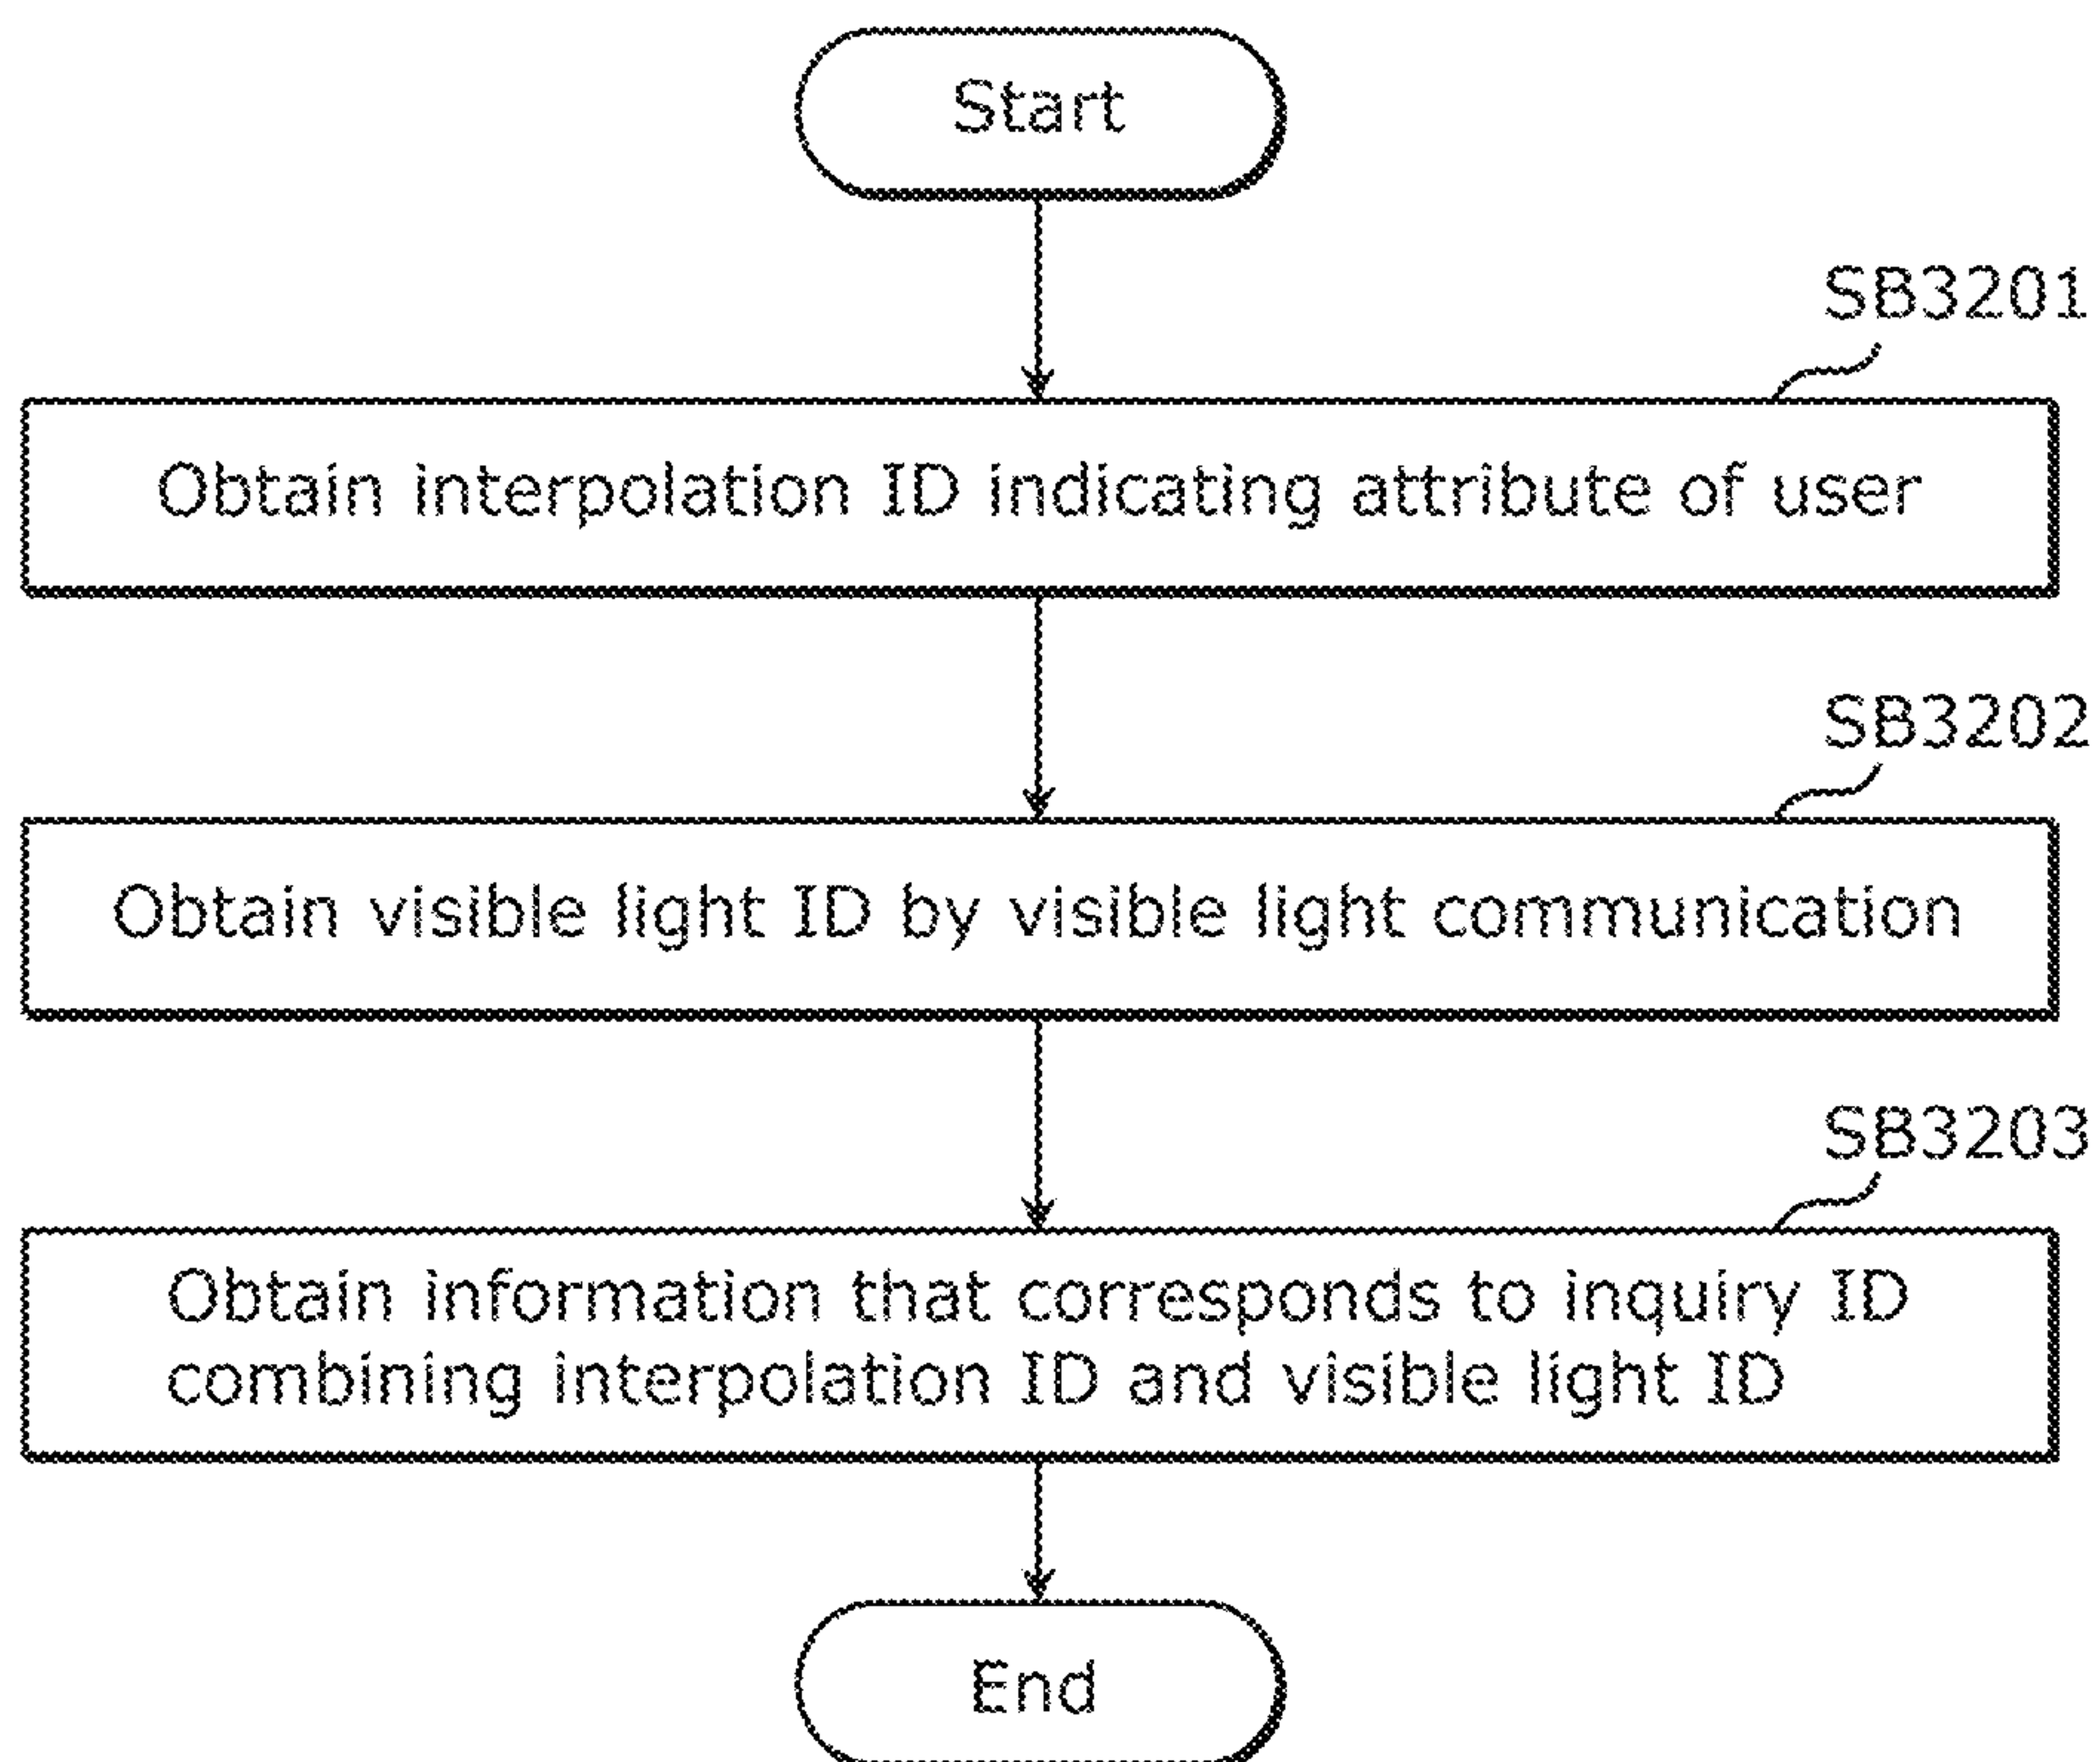 Start
SB3201
Obtain interpolation ID indicating attribute of user
SB3202
Obtain visible light ID by visible light communication
SB3203
Obtain information that corresponds to inquiry ID
combining interpolation ID and visible light ID
End